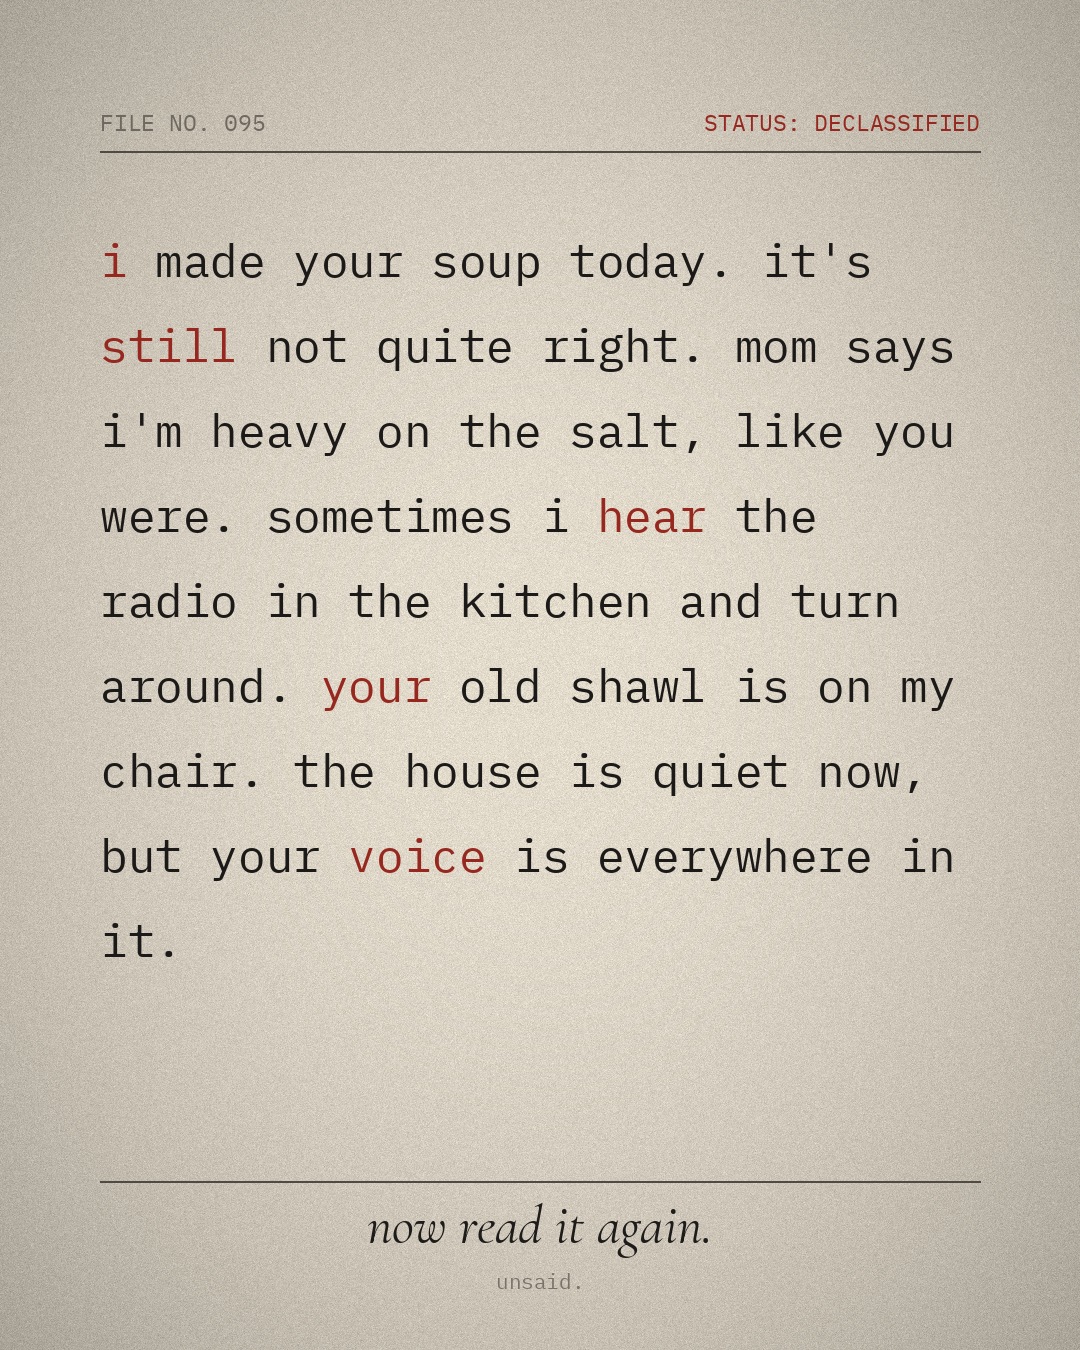 FILE NO. 095
STATUS: DECLASSIFIED
i made your soup today. it's
still not quite right. mom says
i'm heavy on the salt, like you
were. sometimes i hear the
radio in the kitchen and turn
around. your old shawl is on my
chair. the house is quiet now,
but your voice is everywhere in
it.
now read it again.
unsaid.